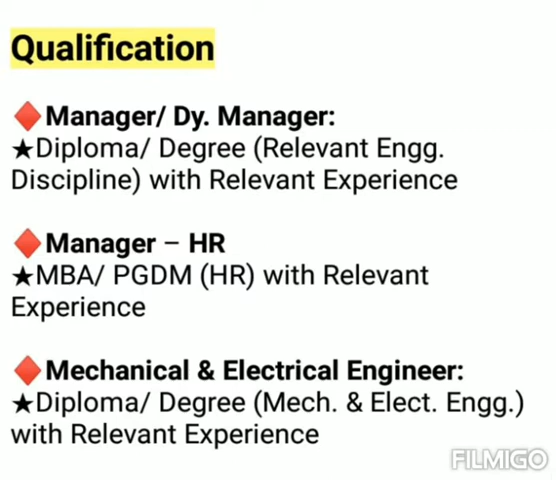 Qualification
♦Manager/ Dy. Manager:
★Diploma/ Degree (Relevant Engg.
Discipline) with Relevant Experience
♦Manager – HR
★MBA/ PGDM (HR) with Relevant
Experience
♦Mechanical & Electrical Engineer:
★Diploma/ Degree (Mech. & Elect. Engg.)
with Relevant Experience
FILMIGO